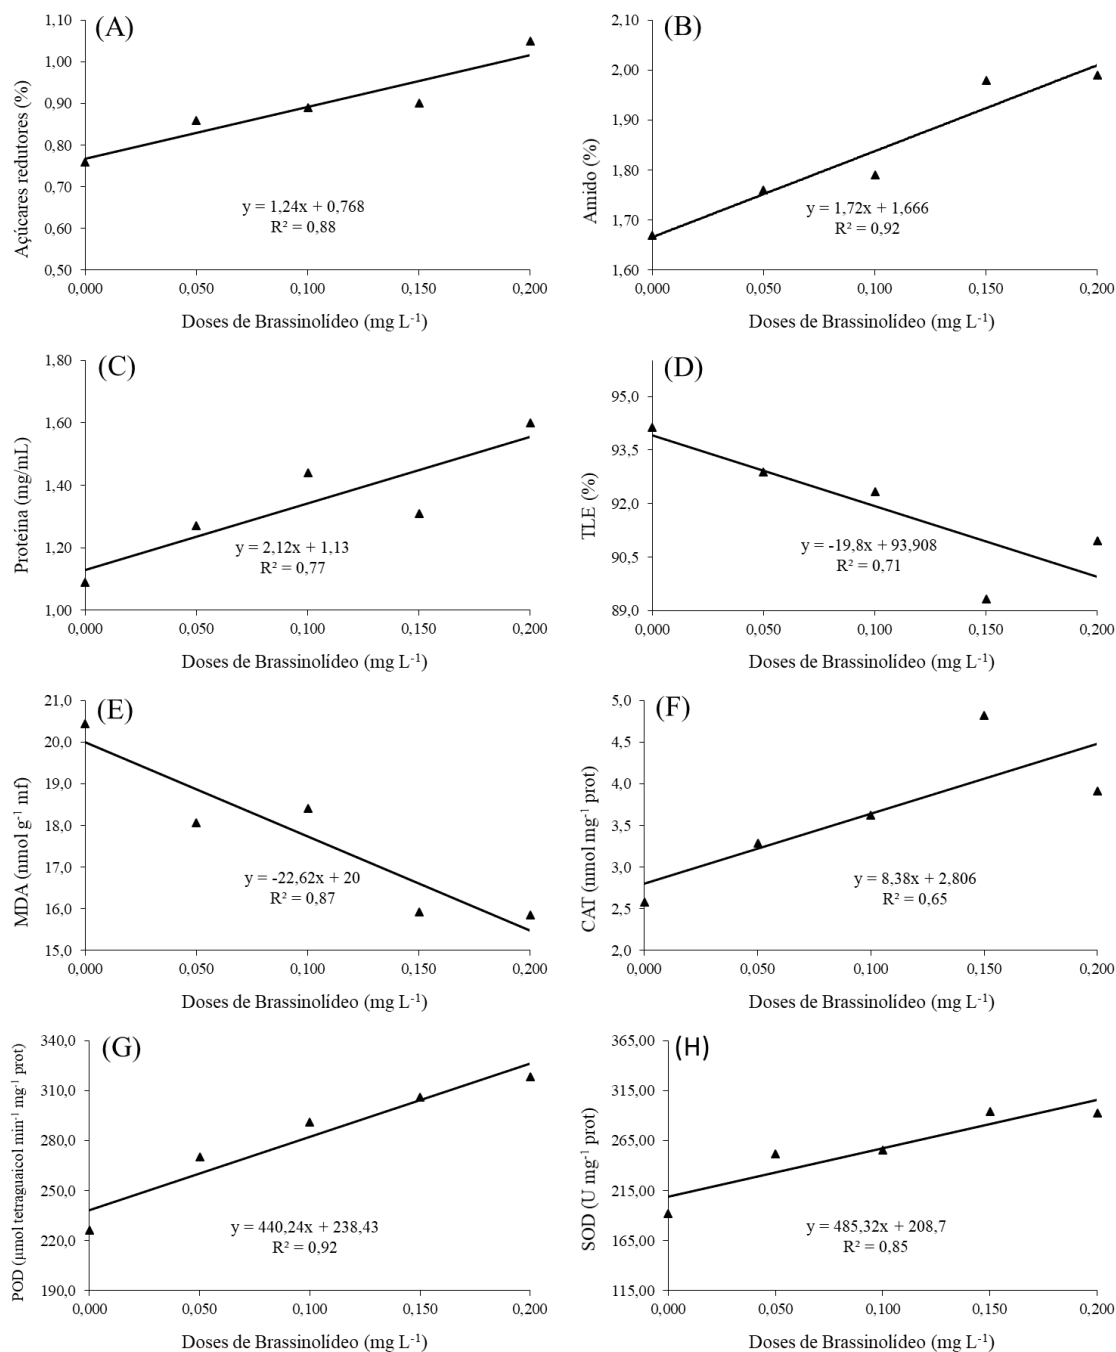 (A)
1,10
1,00
0,90
0,80
0,70
0,60
0,50
Açúcares redutores (%)
y = 1,24x + 0,768
R² = 0,88
0,000 0,050 0,100 0,150 0,200
Doses de Brassinolídeo (mg L⁻¹)
(B)
2,10
2,00
1,90
1,80
1,70
1,60
Amido (%)
y = 1,72x + 1,666
R² = 0,92
0,000 0,050 0,100 0,150 0,200
Doses de Brassinolídeo (mg L⁻¹)
(C)
1,80
1,60
1,40
1,20
1,00
Proteína (mg/mL)
y = 2,12x + 1,13
R² = 0,77
0,000 0,050 0,100 0,150 0,200
Doses de Brassinolídeo (mg L⁻¹)
(D)
95,0
93,5
92,0
90,5
89,0
TLE (%)
y = -19,8x + 93,908
R² = 0,71
0,000 0,050 0,100 0,150 0,200
Doses de Brassinolídeo (mg L⁻¹)
(E)
21,0
20,0
19,0
18,0
17,0
16,0
15,0
MDA (nmol g⁻¹ mf)
y = -22,62x + 20
R² = 0,87
0,000 0,050 0,100 0,150 0,200
Doses de Brassinolídeo (mg L⁻¹)
(F)
5,0
4,5
4,0
3,5
3,0
2,5
2,0
CAT (nmol mg⁻¹ prot)
y = 8,38x + 2,806
R² = 0,65
0,000 0,050 0,100 0,150 0,200
Doses de Brassinolídeo (mg L⁻¹)
(G)
340,0
310,0
280,0
250,0
220,0
190,0
POD (µmol tetraguaicol min⁻¹ mg⁻¹ prot)
y = 440,24x + 238,43
R² = 0,92
0,000 0,050 0,100 0,150 0,200
Doses de Brassinolídeo (mg L⁻¹)
(H)
365,00
315,00
265,00
215,00
165,00
115,00
SOD (U mg⁻¹ prot)
y = 485,32x + 208,7
R² = 0,85
0,000 0,050 0,100 0,150 0,200
Doses de Brassinolídeo (mg L⁻¹)